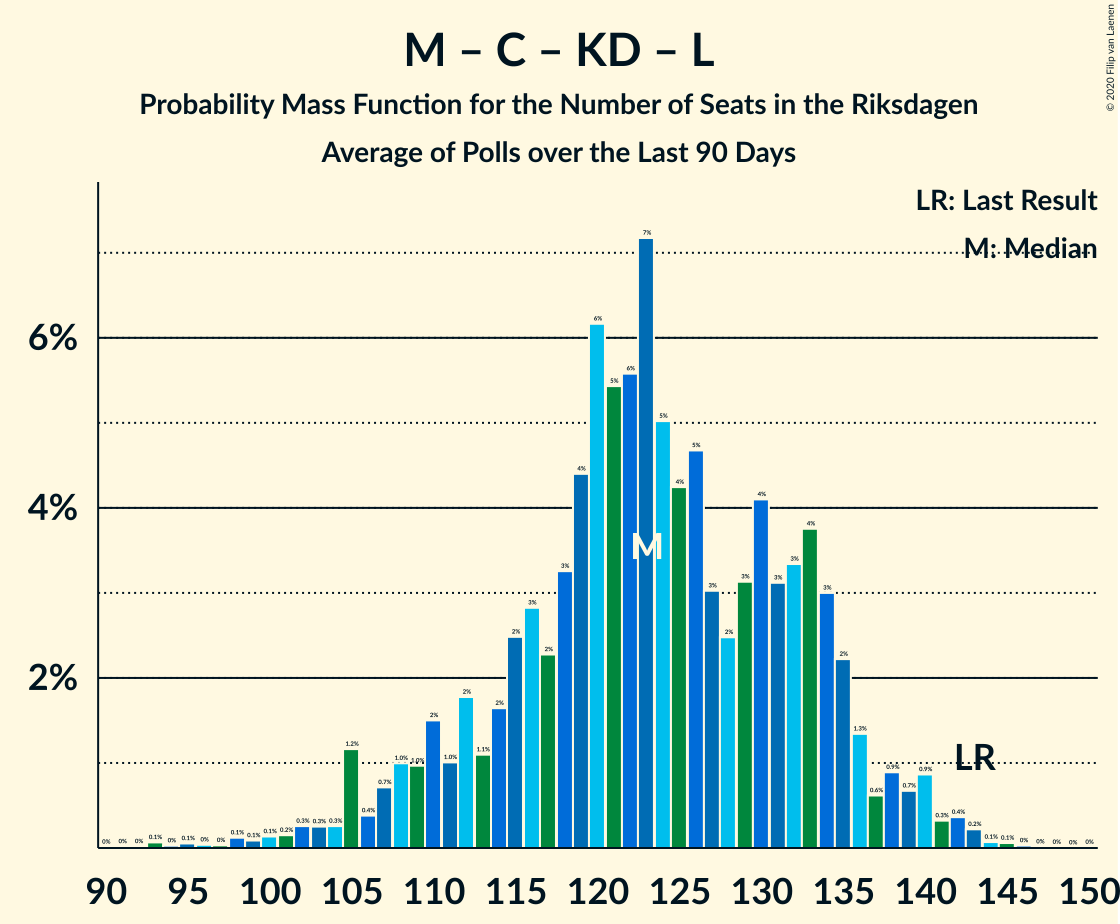 M – C – KD – L
Probability Mass Function for the Number of Seats in the Riksdagen
Average of Polls over the Last 90 Days
© 2020 Filip van Laenen
LR: Last Result
M: Median
6%
4%
2%
0% 0% 0% 0.1% 0% 0.1% 0% 0% 0.1% 0.1% 0.1% 0.2% 0.3% 0.3% 0.3% 1.2% 0.4% 0.7% 1.0% 1.0% 2% 1.0% 2% 1.1% 2% 2% 3% 2% 3% 4% 6% 5% 6% 7% 5% 4% 5% 3% 2% 3% 4% 3% 3% 4% 3% 2% 1.3% 0.6% 0.9% 0.7% 0.9% 0.3% 0.4% 0.2% 0.1% 0.1% 0% 0% 0% 0% 0%
M
LR
90 95 100 105 110 115 120 125 130 135 140 145 150